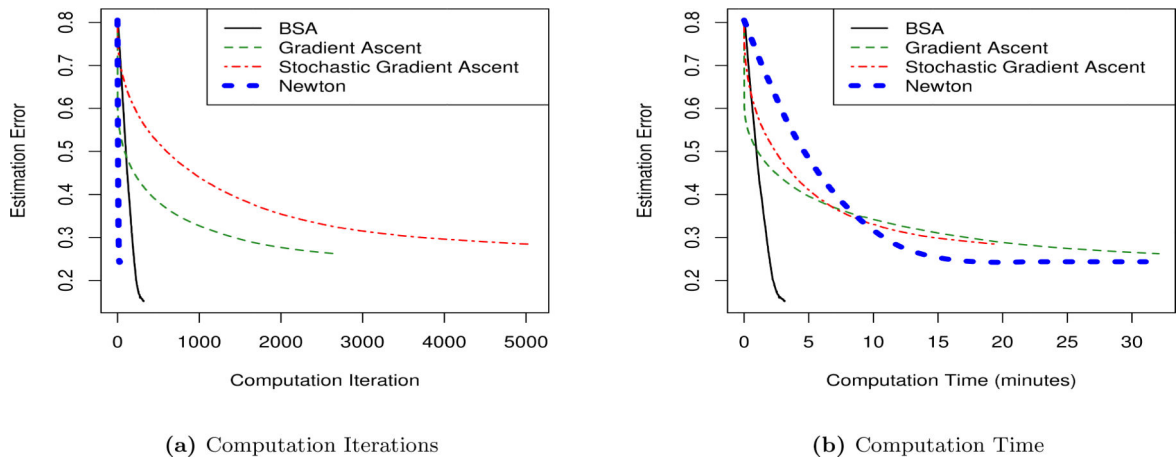 BSA
Gradient Ascent
Stochastic Gradient Ascent
Newton
0.8
0.7
0.6
0.5
0.4
0.3
0.2
Estimation Error
0
1000
2000
3000
4000
5000
Computation Iteration
(a) Computation Iterations
BSA
Gradient Ascent
Stochastic Gradient Ascent
Newton
0.8
0.7
0.6
0.5
0.4
0.3
0.2
Estimation Error
0
5
10
15
20
25
30
Computation Time (minutes)
(b) Computation Time